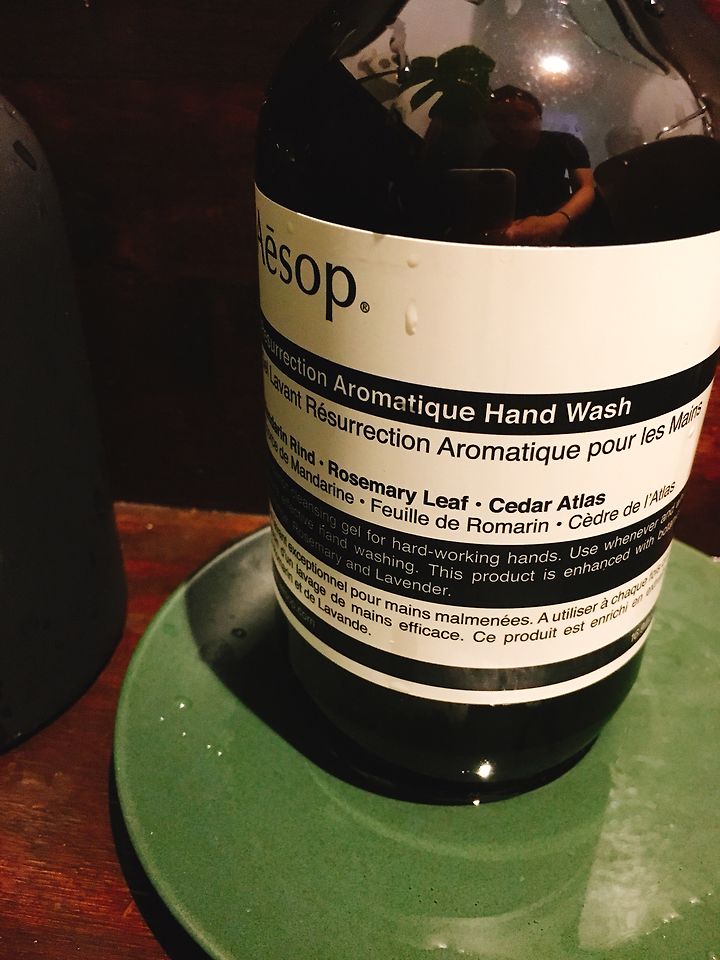 Aēsop®
Resurrection Aromatique Hand Wash
Lavant Résurrection Aromatique pour les Mains
Mandarin Rind • Rosemary Leaf • Cedar Atlas
de Mandarine • Feuille de Romarin • Cèdre de l'Atlas
cleansing gel for hard-working hands. Use whenever and
hand washing. This product is enhanced with
Rosemary and Lavender.
exceptionnel pour mains malmenées. A utiliser à chaque fois
d'un lavage de mains efficace. Ce produit est enrichi en
et de Lavande.